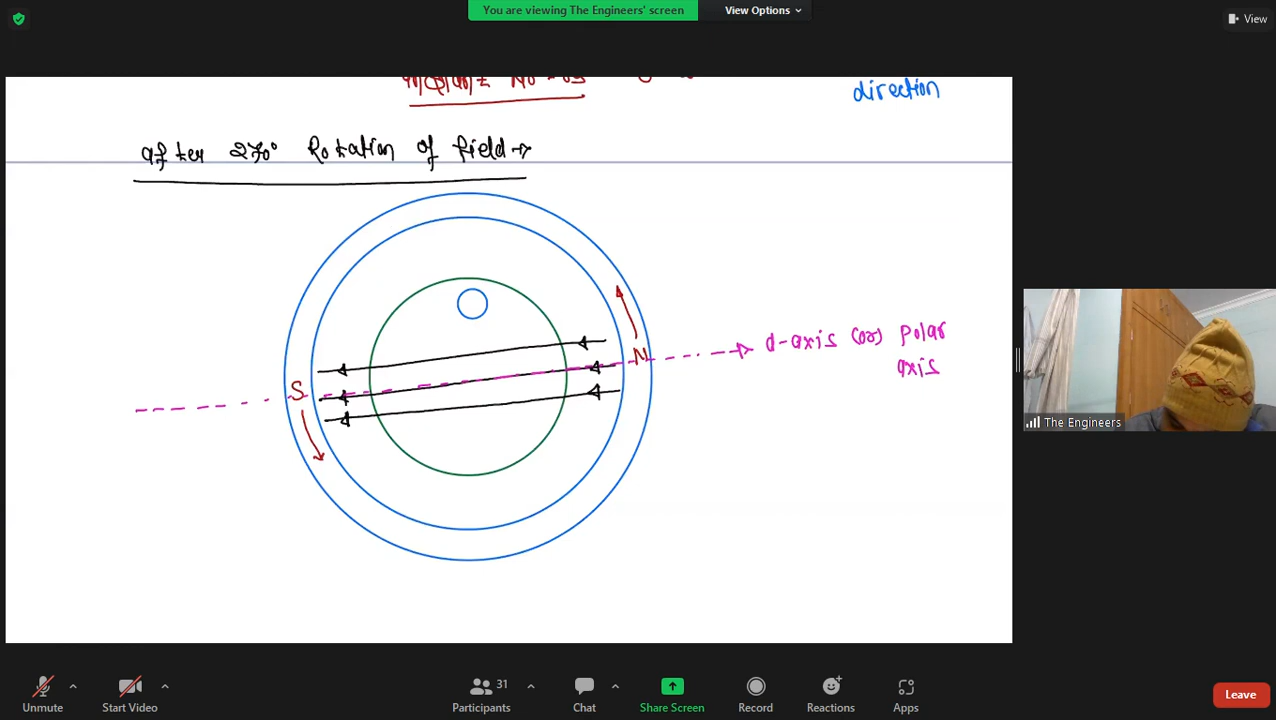 You are viewing The Engineers' screen
View Options
View
direction
after 270° Rotation of field →
N
d-axis (or) Polar
axis
S
The Engineers
Unmute
Start Video
Participants
31
Chat
Share Screen
Record
Reactions
Apps
Leave